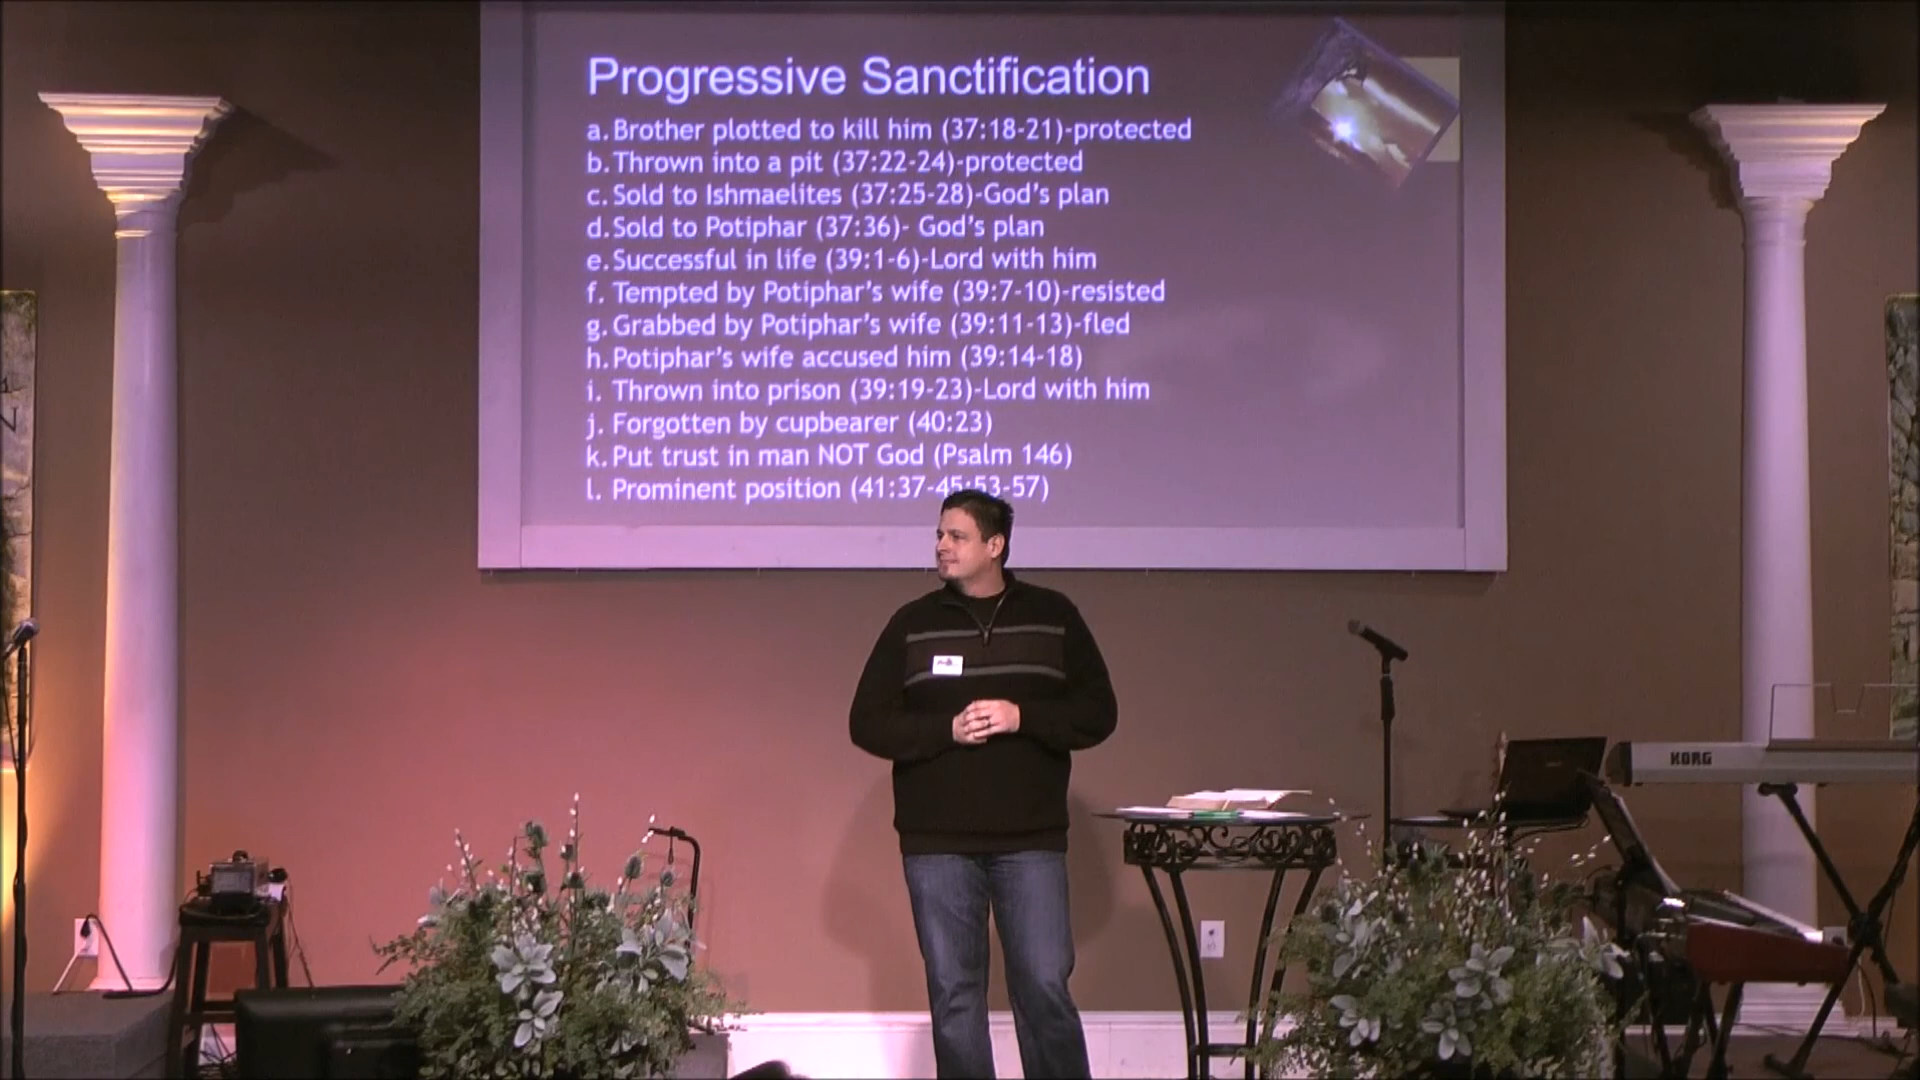 Progressive Sanctification
a. Brother plotted to kill him (37:18-21)-protected
b. Thrown into a pit (37:22-24)-protected
c. Sold to Ishmaelites (37:25-28)-God's plan
d. Sold to Potiphar (37:36)- God's plan
e. Successful in life (39:1-6)-Lord with him
f. Tempted by Potiphar's wife (39:7-10)-resisted
g. Grabbed by Potiphar's wife (39:11-13)-fled
h. Potiphar's wife accused him (39:14-18)
i. Thrown into prison (39:19-23)-Lord with him
j. Forgotten by cupbearer (40:23)
k. Put trust in man NOT God (Psalm 146)
l. Prominent position (41:37-45;53-57)
KORG